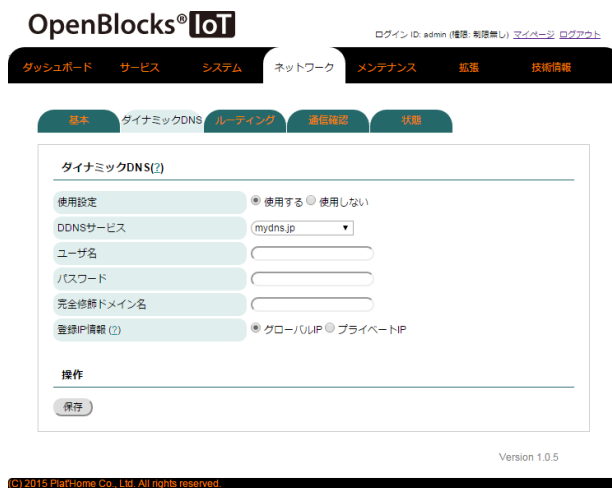 OpenBlocks® IoT
ログイン ID: admin (権限: 制限無し) マイページ ログアウト
ダッシュボード サービス システム ネットワーク メンテナンス 拡張 技術情報
基本 ダイナミックDNS ルーティング 通信確認 状態
ダイナミックDNS(?)
使用設定 使用する 使用しない
DDNSサービス mydns.jp
ユーザ名
パスワード
完全修飾ドメイン名
登録IP情報 (?) グローバルIP プライベートIP
操作
保存
Version 1.0.5
(C) 2015 Plat'Home Co., Ltd. All rights reserved.